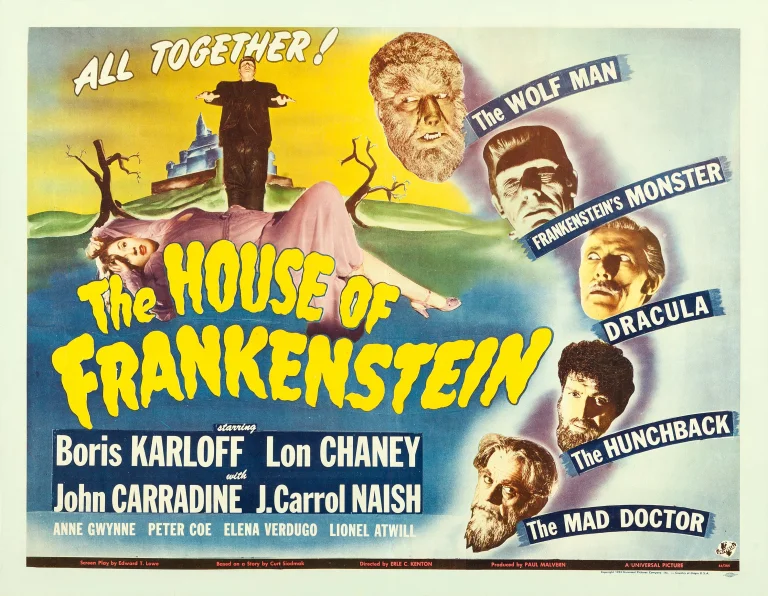 ALL TOGETHER!
The WOLF MAN
FRANKENSTEIN'S MONSTER
DRACULA
The HUNCHBACK
The MAD DOCTOR
The HOUSE OF
FRANKENSTEIN
starring
Boris KARLOFF Lon CHANEY
with
John CARRADINE J. Carrol NAISH
ANNE GWYNNE PETER COE ELENA VERDUGO LIONEL ATWILL
Screen Play by Edward T. Lowe Based on a Story by Curt Siodmak Directed by ERLE C. KENTON Produced by PAUL MALVERN A UNIVERSAL PICTURE